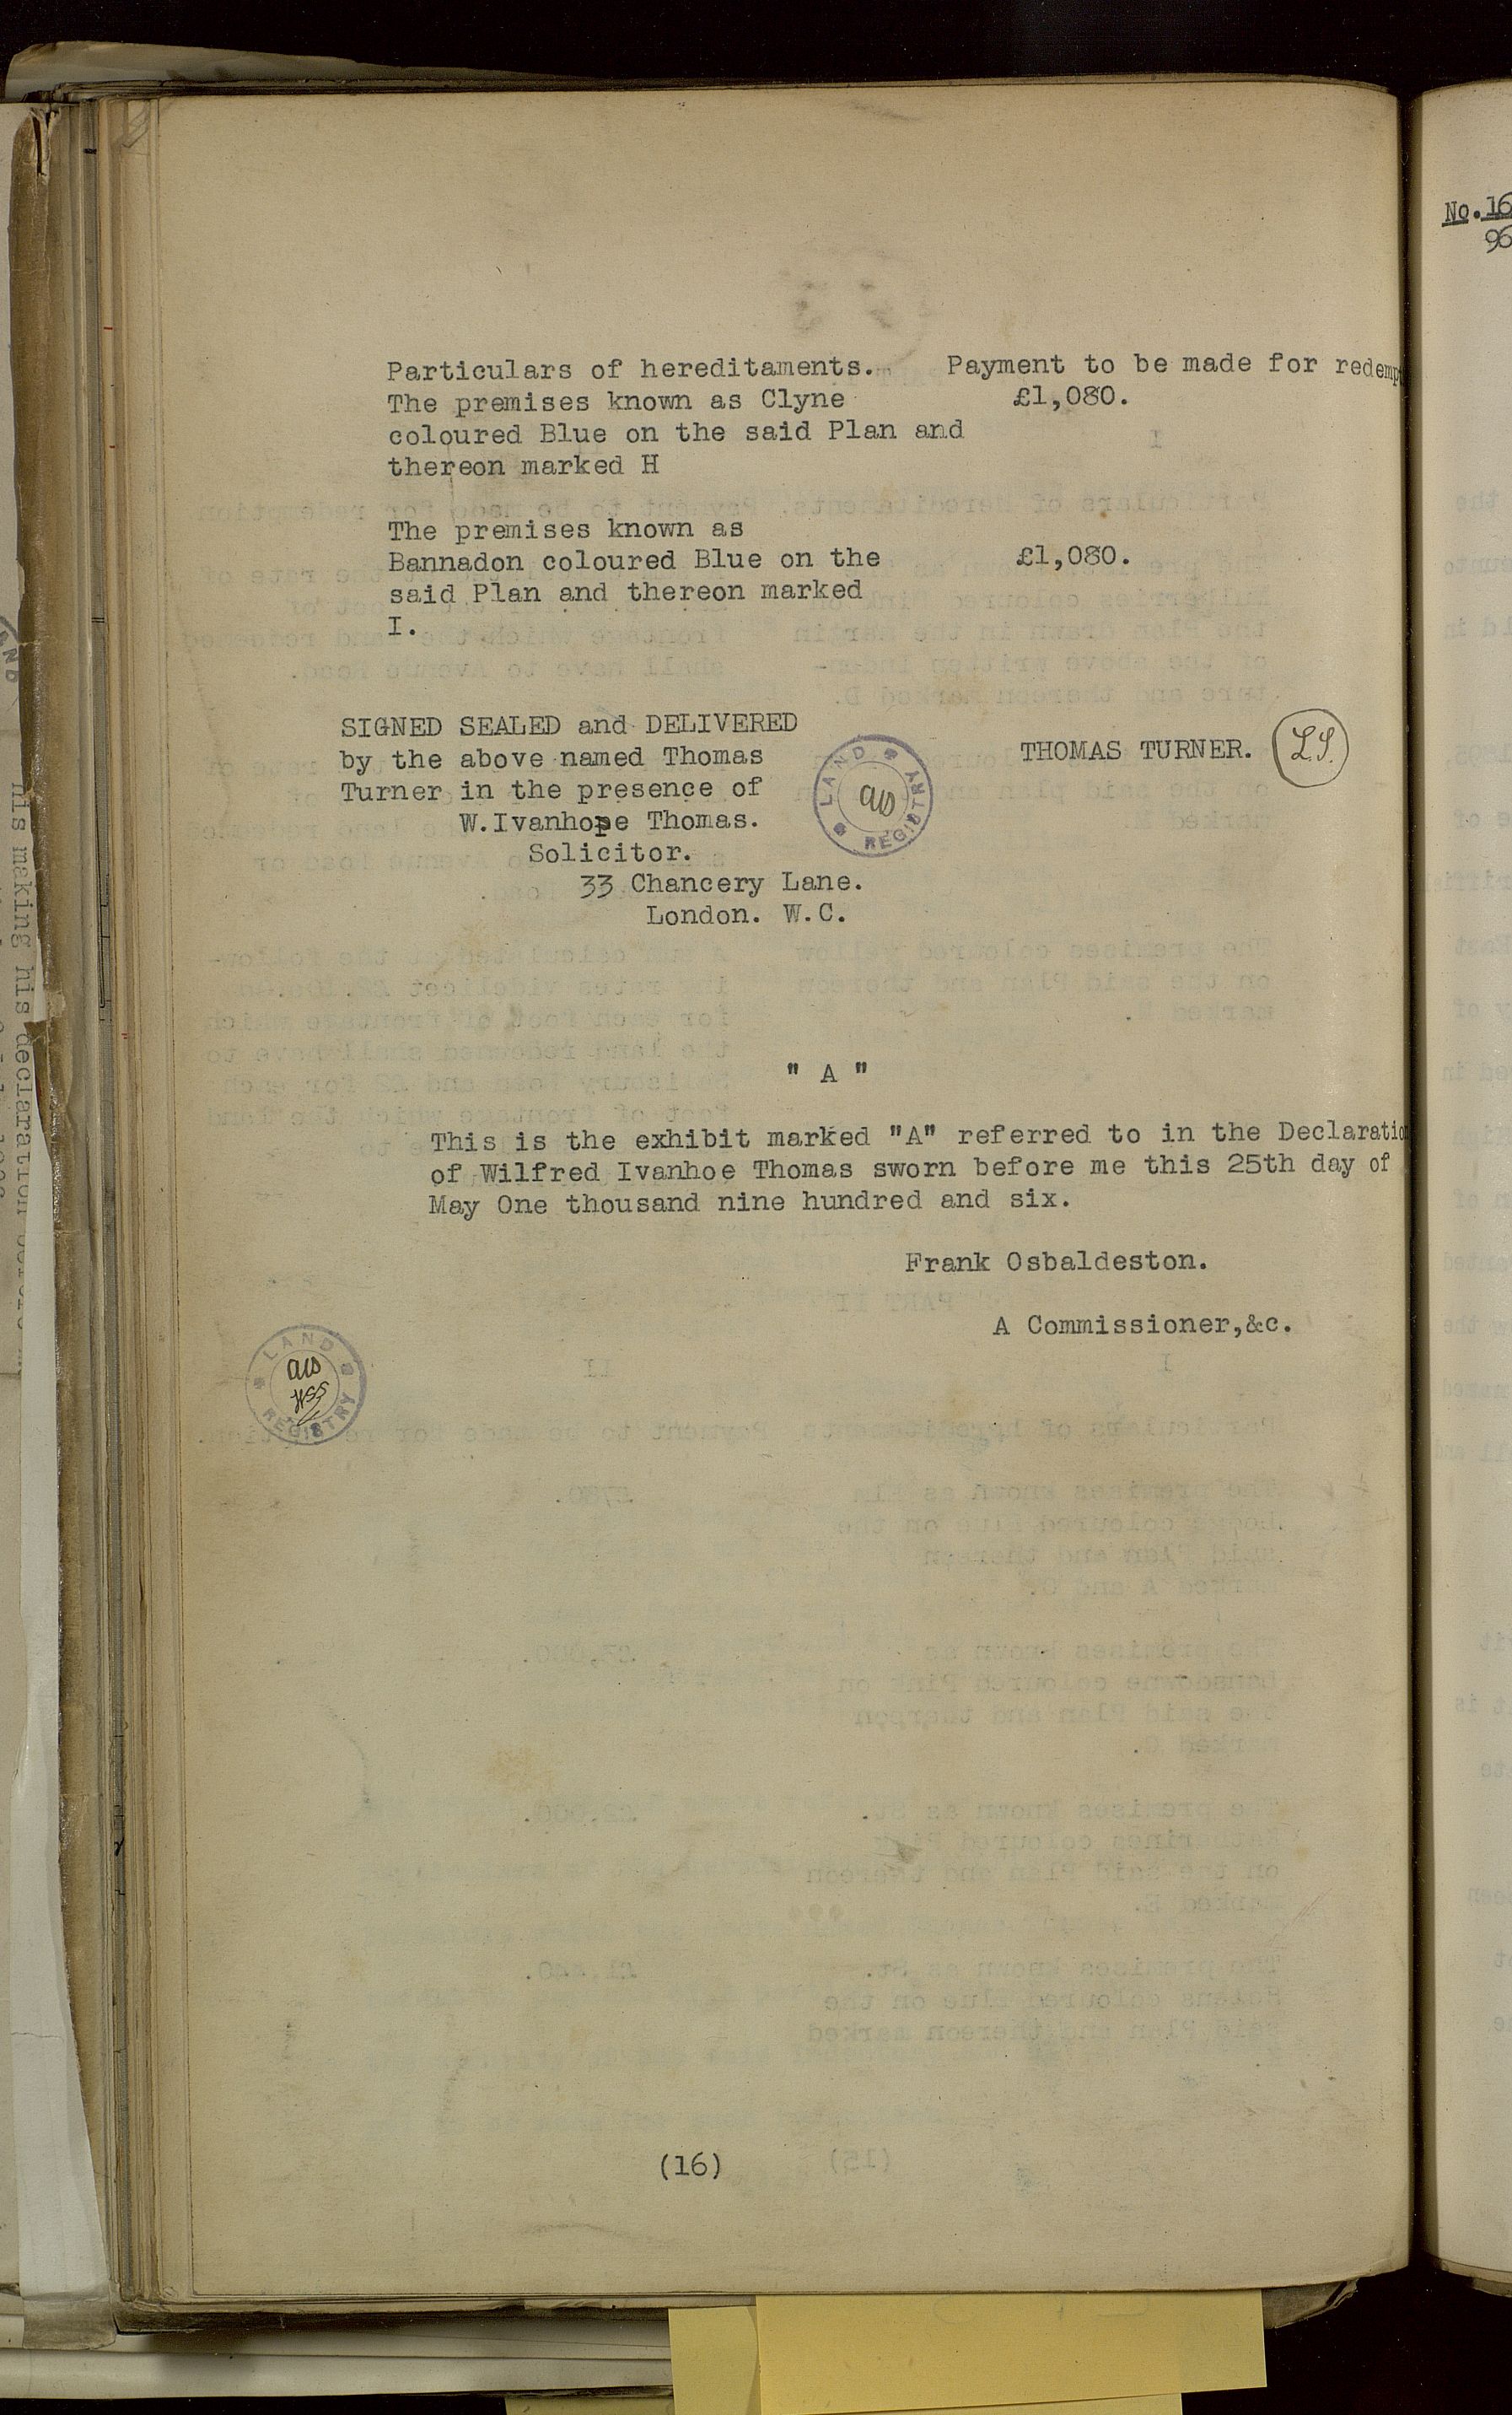 Particulars of hereditaments. Payment to be made for redemp
The premises known as Clyne £1,080.
coloured Blue on the said Plan and
thereon marked H
The premises known as
Bannadon coloured Blue on the £1,080.
said Plan and thereon marked
I.
SIGNED SEALED and DELIVERED
by the above named Thomas THOMAS TURNER. L.S.
Turner in the presence of
W.Ivanhope Thomas.
Solicitor.
33 Chancery Lane.
London. W.C.
LAND REGISTRY
" A "
This is the exhibit marked "A" referred to in the Declaratio
of Wilfred Ivanhoe Thomas sworn before me this 25th day of
May One thousand nine hundred and six.
Frank Osbaldeston.
A Commissioner,&c.
LAND REGISTRY
(16)
No.16
96
his making his declaration